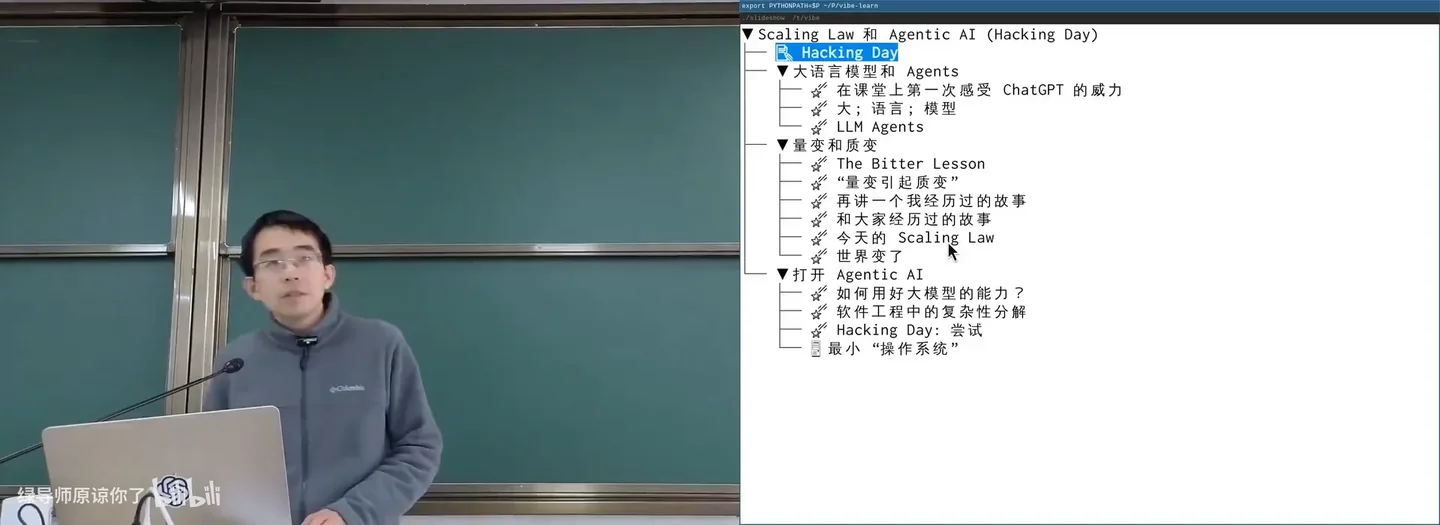 Columbia
绿导师原谅你了 bilibili
export PYTHONPATH=$P ~/P/vibe-learn
./slideshow /t/vibe
▼Scaling Law 和 Agentic AI (Hacking Day)
Hacking Day
▼大语言模型和 Agents
在课堂上第一次感受 ChatGPT 的威力
大; 语言; 模型
LLM Agents
▼量变和质变
The Bitter Lesson
“量变引起质变”
再讲一个我经历过的故事
和大家经历过的故事
今天的 Scaling Law
世界变了
▼打开 Agentic AI
如何用好大模型的能力？
软件工程中的复杂性分解
Hacking Day: 尝试
最小 “操作系统”